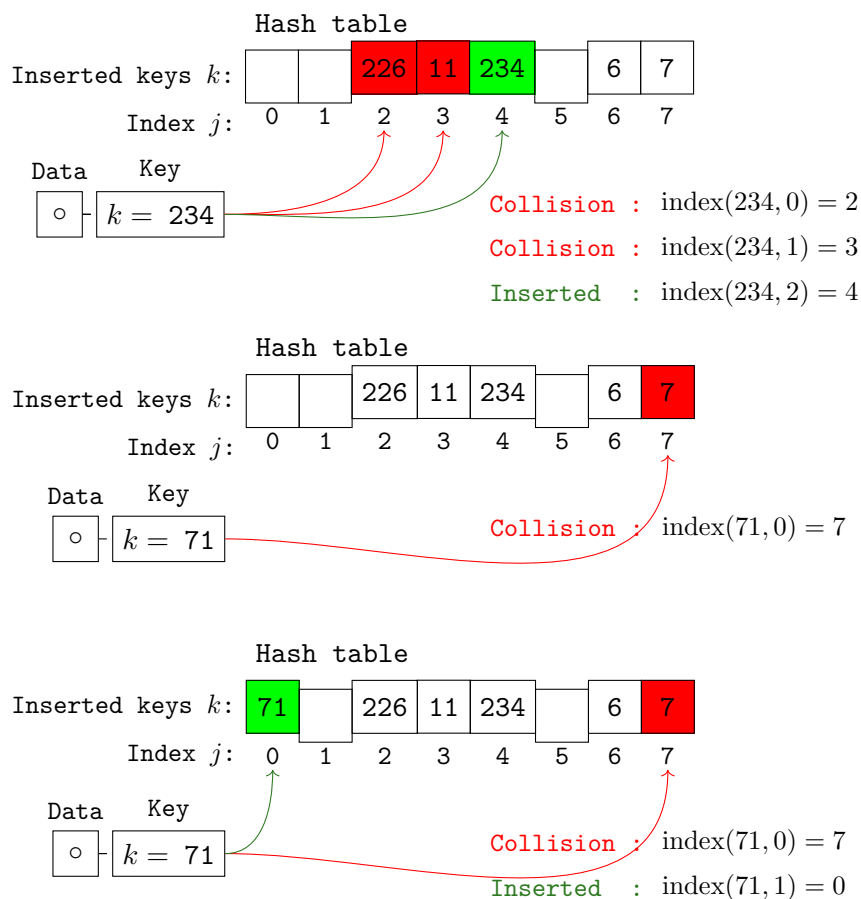 Hash table
Inserted keys k: 226 11 234 6 7
Index j: 0 1 2 3 4 5 6 7
Data Key
k = 234
Collision : index(234, 0) = 2
Collision : index(234, 1) = 3
Inserted : index(234, 2) = 4
Hash table
Inserted keys k: 226 11 234 6 7
Index j: 0 1 2 3 4 5 6 7
Data Key
k = 71
Collision : index(71, 0) = 7
Hash table
Inserted keys k: 71 226 11 234 6 7
Index j: 0 1 2 3 4 5 6 7
Data Key
k = 71
Collision : index(71, 0) = 7
Inserted : index(71, 1) = 0